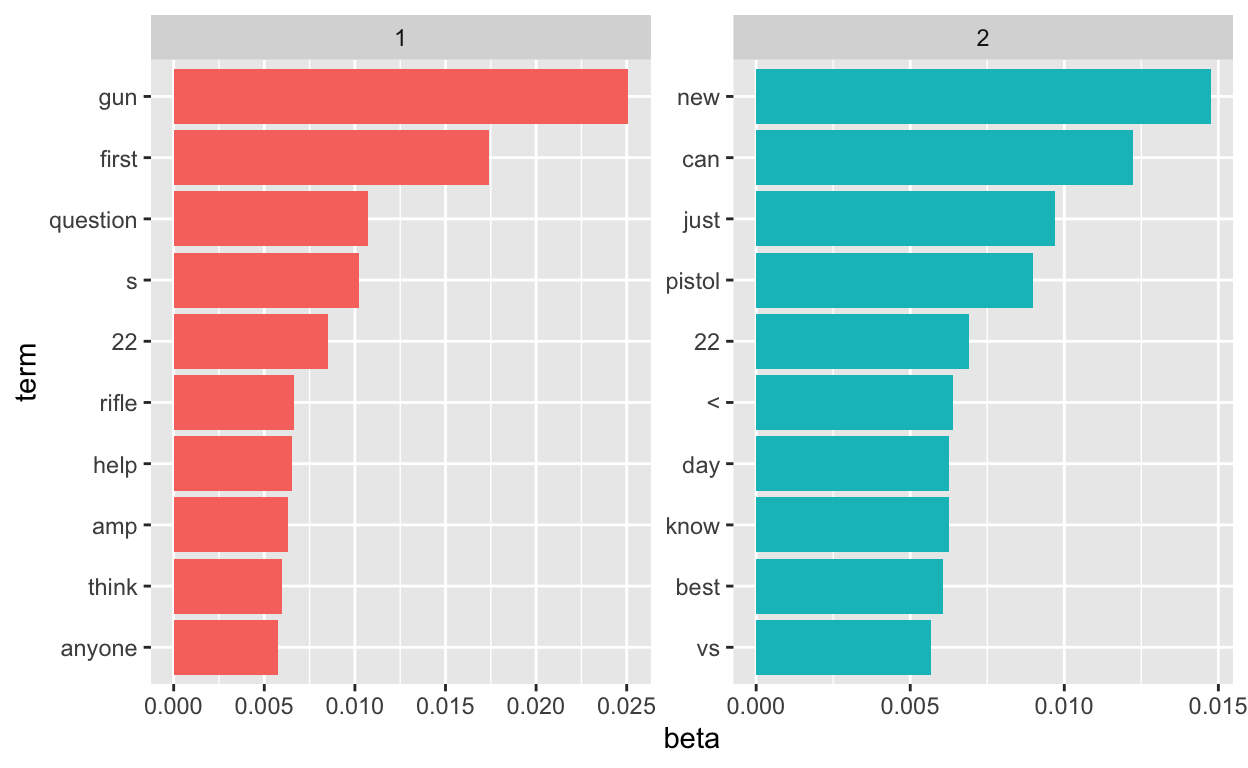 1
2
gun
first
question
s
22
rifle
help
amp
think
anyone
new
can
just
pistol
22
<
day
know
best
vs
term
0.000 0.005 0.010 0.015 0.020 0.025
0.000 0.005 0.010 0.015
beta